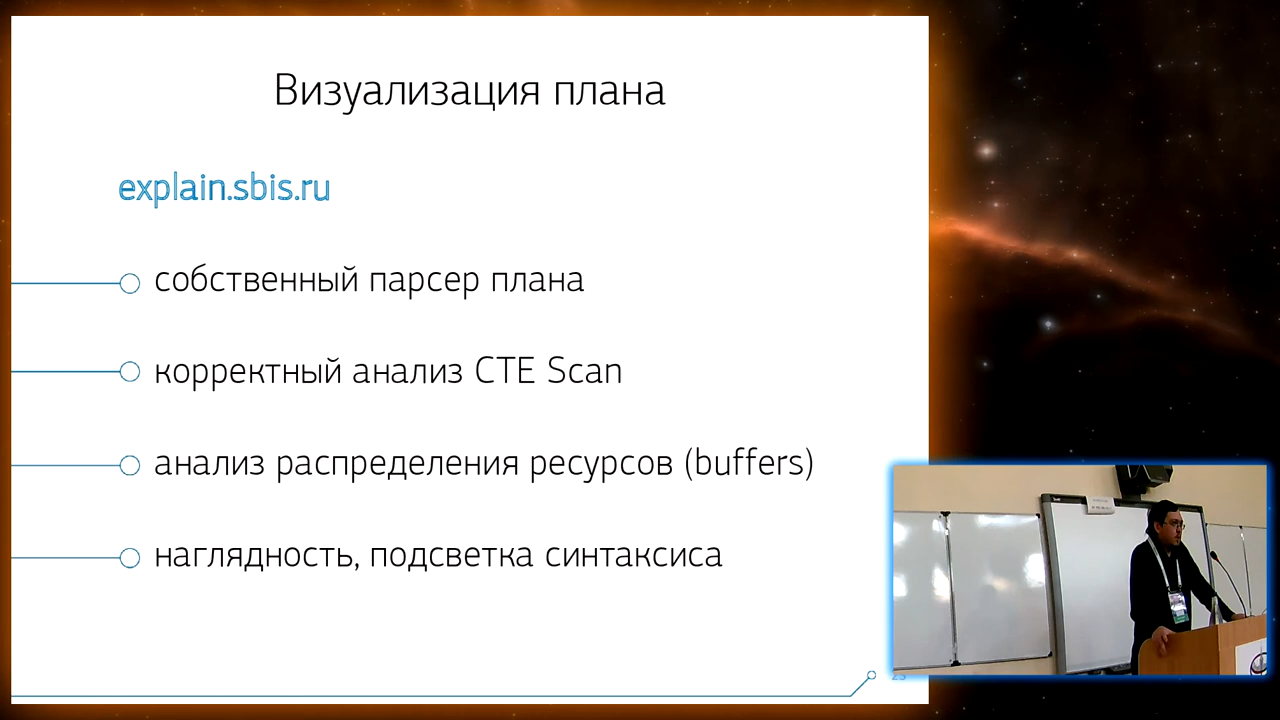 Визуализация плана
explain.sbis.ru
собственный парсер плана
корректный анализ CTE Scan
анализ распределения ресурсов (buffers)
наглядность, подсветка синтаксиса